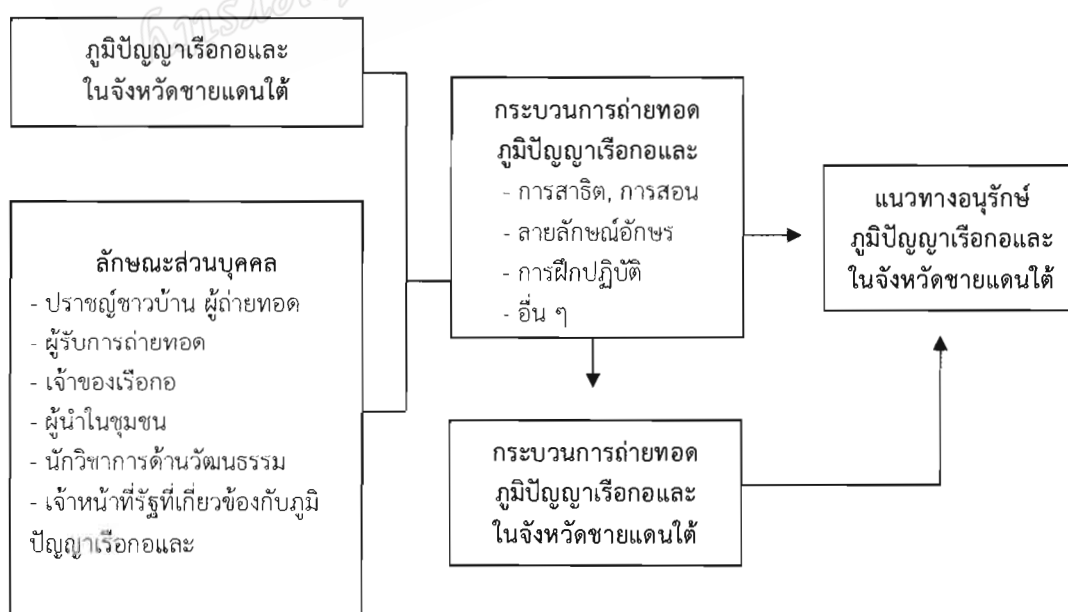 ภูมิปัญญาเรือกอและ
ในจังหวัดชายแดนใต้
ลักษณะส่วนบุคคล
- ปราชญ์ชาวบ้าน ผู้ถ่ายทอด
- ผู้รับการถ่ายทอด
- เจ้าของเรือกอ
- ผู้นำในชุมชน
- นักวิชาการด้านวัฒนธรรม
- เจ้าหน้าที่รัฐที่เกี่ยวข้องกับภูมิ
ปัญญาเรือกอและ
กระบวนการถ่ายทอด
ภูมิปัญญาเรือกอและ
- การสาธิต, การสอน
- ลายลักษณ์อักษร
- การฝึกปฏิบัติ
- อื่น ๆ
กระบวนการถ่ายทอด
ภูมิปัญญาเรือกอและ
ในจังหวัดชายแดนใต้
แนวทางอนุรักษ์
ภูมิปัญญาเรือกอและ
ในจังหวัดชายแดนใต้